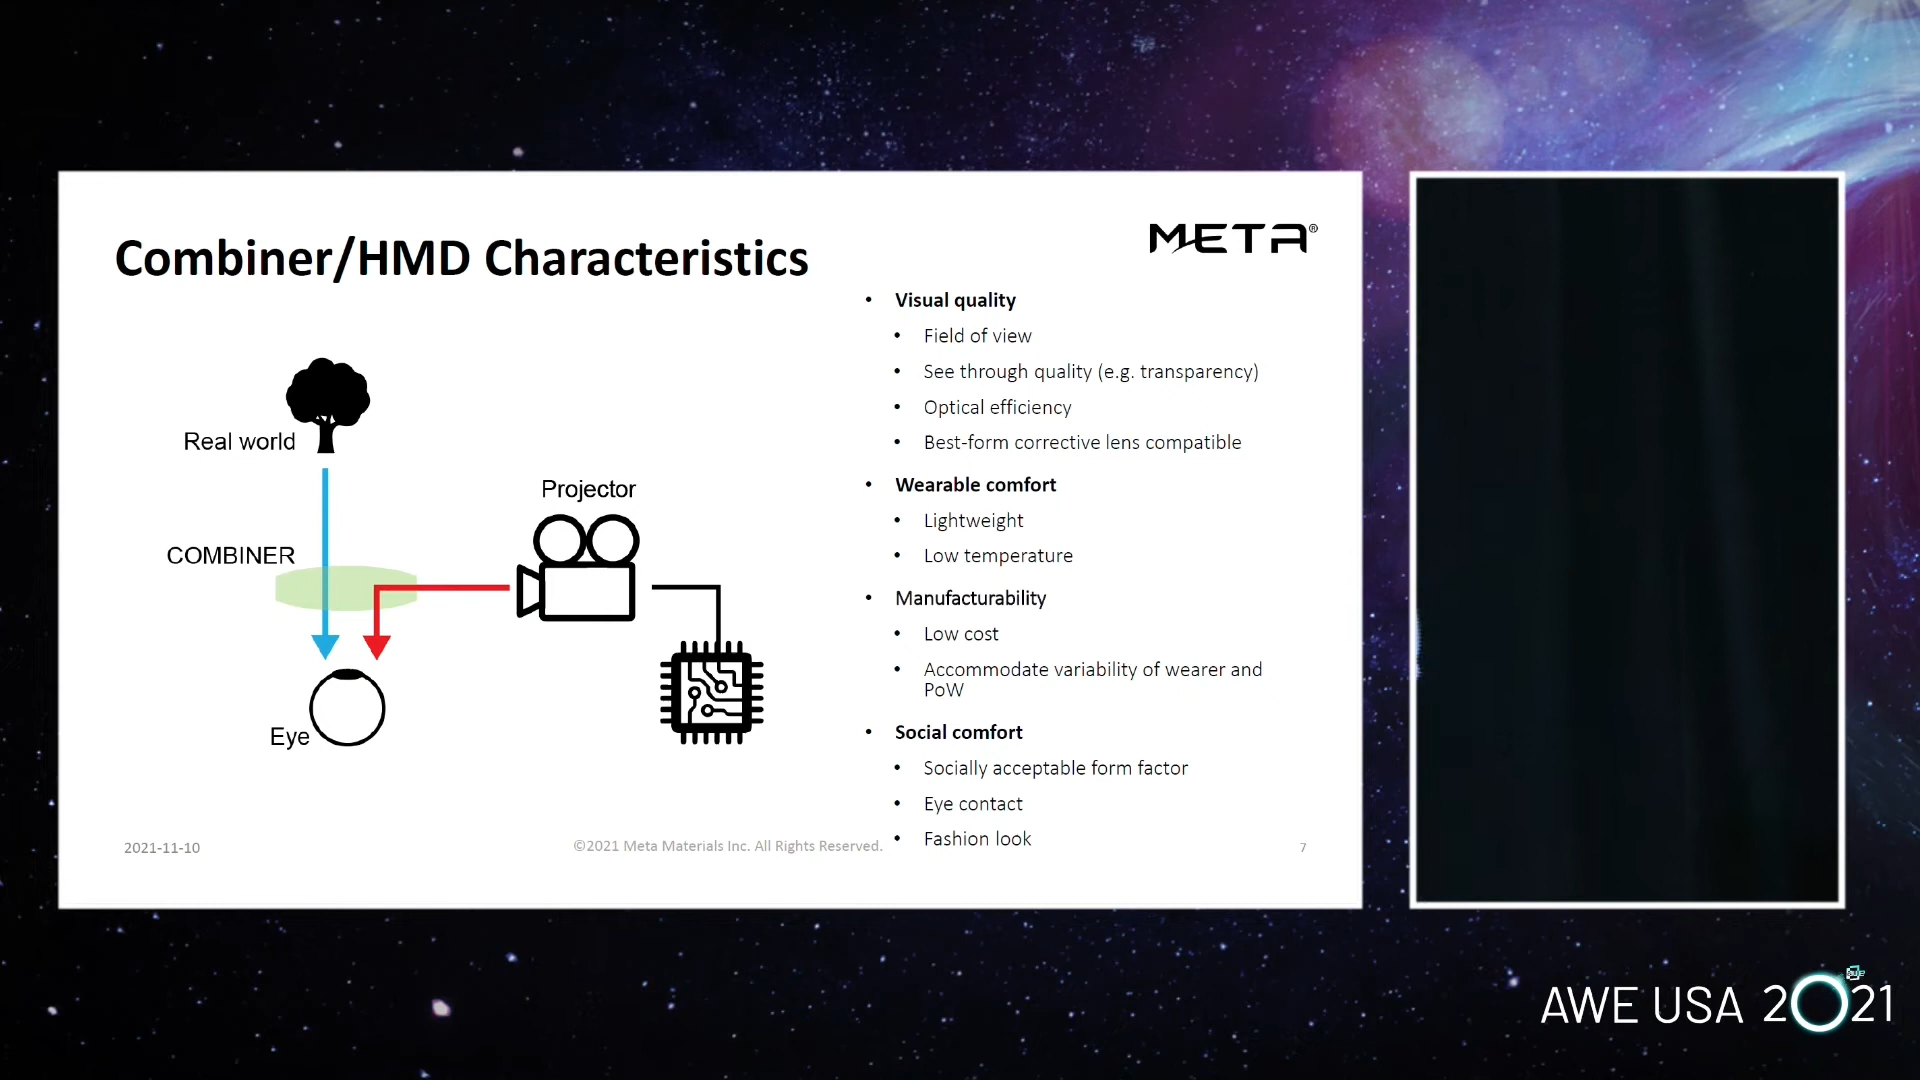 Combiner/HMD Characteristics
META®
Real world
COMBINER
Projector
Eye
• Visual quality
• Field of view
• See through quality (e.g. transparency)
• Optical efficiency
• Best-form corrective lens compatible
• Wearable comfort
• Lightweight
• Low temperature
• Manufacturability
• Low cost
• Accommodate variability of wearer and
PoW
• Social comfort
• Socially acceptable form factor
• Eye contact
• Fashion look
2021-11-10
©2021 Meta Materials Inc. All Rights Reserved.
7
AWE USA 2021